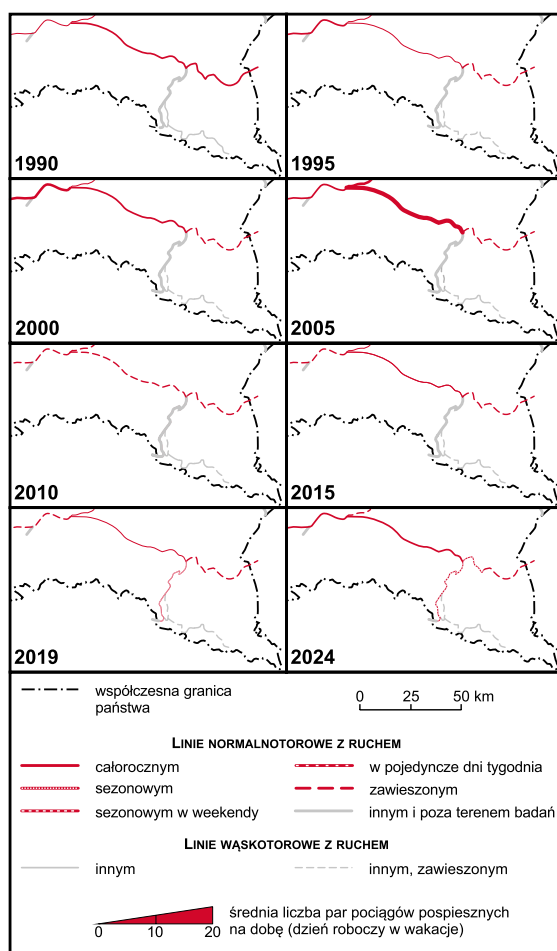 1990
1995
2000
2005
2010
2015
2019
2024
współczesna granica
państwa
0 25 50 km
LINIE NORMALNOTOROWE Z RUCHEM
całorocznym
w pojedyncze dni tygodnia
sezonowym
zawieszonym
sezonowym w weekendy
innym i poza terenem badań
LINIE WĄSKOTOROWE Z RUCHEM
innym
innym, zawieszonym
0 10 20
średnia liczba par pociągów pospiesznych
na dobę (dzień roboczy w wakacje)